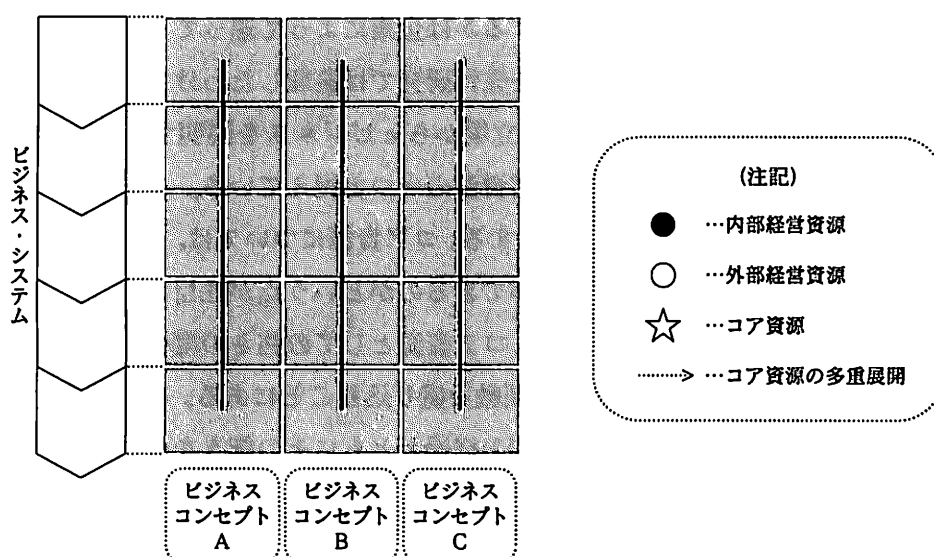 ビジネス・システム
ビジネス
コンセプト
A
ビジネス
コンセプト
B
ビジネス
コンセプト
C
(注記)
● …内部経営資源
○ …外部経営資源
☆ …コア資源
…コア資源の多重展開